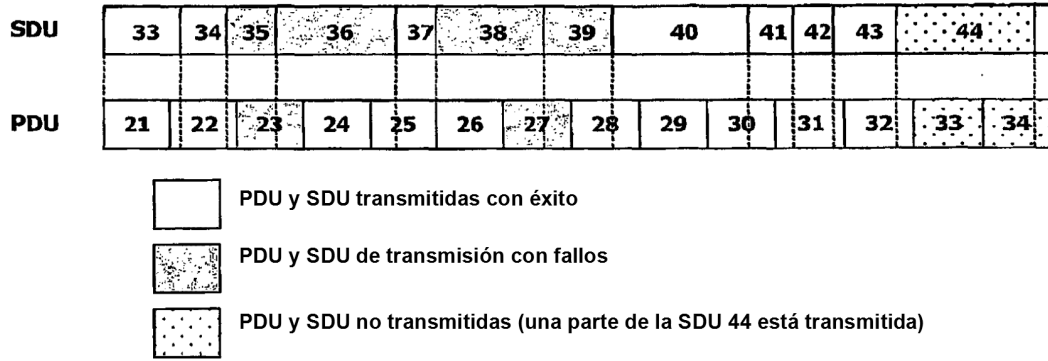 SDU 33 34 35 36 37 38 39 40 41 42 43 44
PDU 21 22 23 24 25 26 27 28 29 30 31 32 33 34
PDU y SDU transmitidas con éxito
PDU y SDU de transmisión con fallos
PDU y SDU no transmitidas (una parte de la SDU 44 está transmitida)